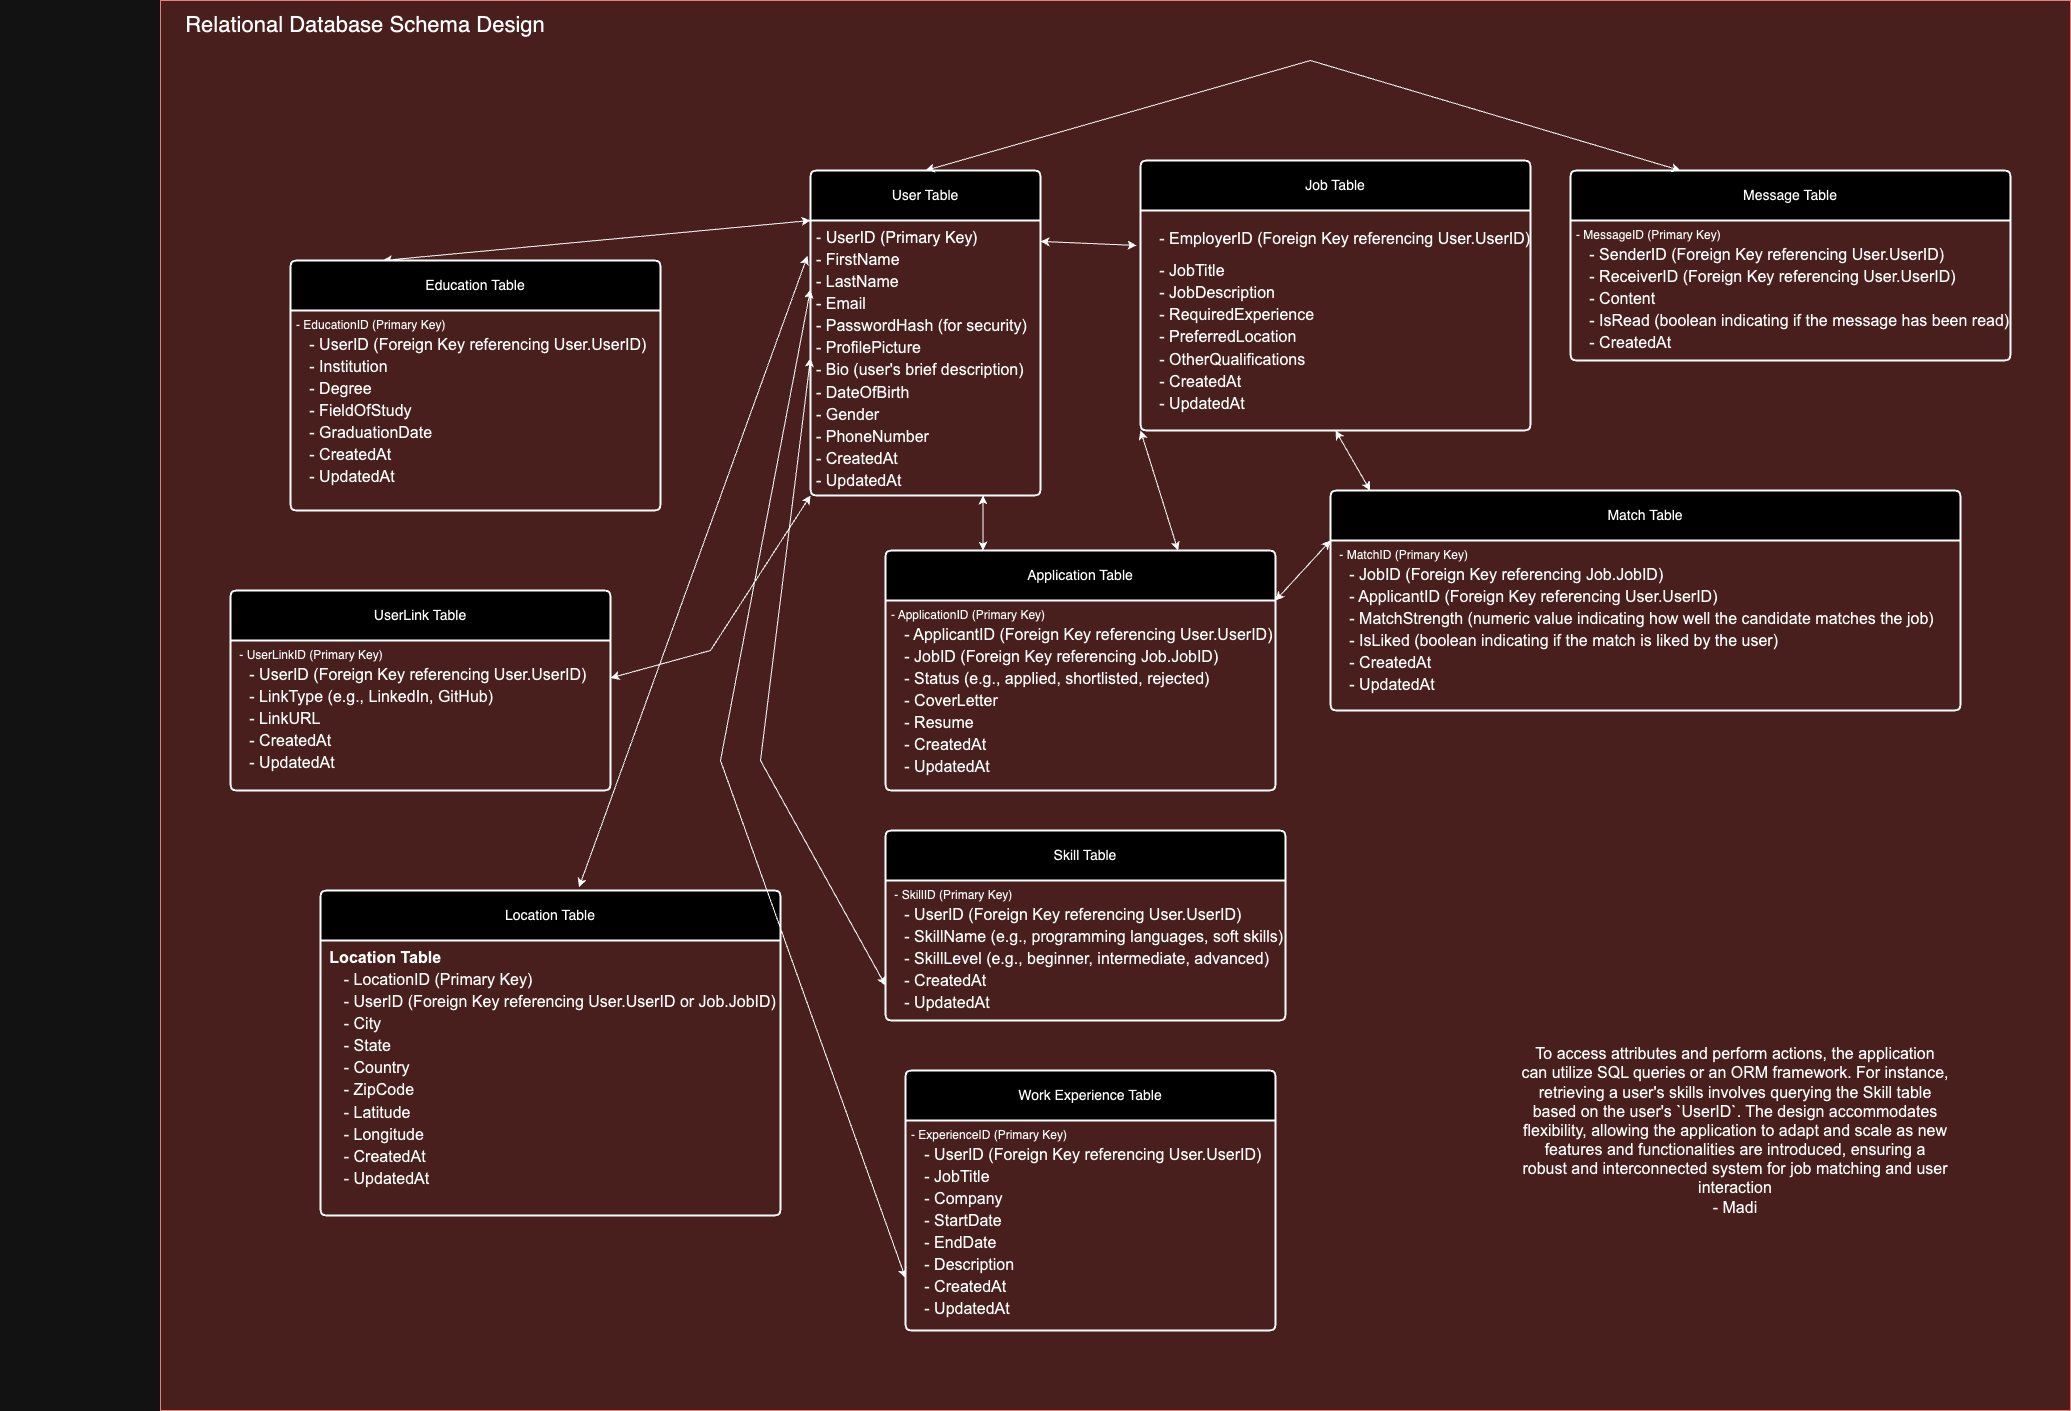 Relational Database Schema Design
User Table
- UserID (Primary Key)
- FirstName
- LastName
- Email
- PasswordHash (for security)
- ProfilePicture
- Bio (user's brief description)
- DateOfBirth
- Gender
- PhoneNumber
- CreatedAt
- UpdatedAt
Job Table
- EmployerID (Foreign Key referencing User.UserID)
- JobTitle
- JobDescription
- RequiredExperience
- PreferredLocation
- OtherQualifications
- CreatedAt
- UpdatedAt
Message Table
- MessageID (Primary Key)
- SenderID (Foreign Key referencing User.UserID)
- ReceiverID (Foreign Key referencing User.UserID)
- Content
- IsRead (boolean indicating if the message has been read)
- CreatedAt
Education Table
- EducationID (Primary Key)
- UserID (Foreign Key referencing User.UserID)
- Institution
- Degree
- FieldOfStudy
- GraduationDate
- CreatedAt
- UpdatedAt
Match Table
- MatchID (Primary Key)
- JobID (Foreign Key referencing Job.JobID)
- ApplicantID (Foreign Key referencing User.UserID)
- MatchStrength (numeric value indicating how well the candidate matches the job)
- IsLiked (boolean indicating if the match is liked by the user)
- CreatedAt
- UpdatedAt
Application Table
- ApplicationID (Primary Key)
- ApplicantID (Foreign Key referencing User.UserID)
- JobID (Foreign Key referencing Job.JobID)
- Status (e.g., applied, shortlisted, rejected)
- CoverLetter
- Resume
- CreatedAt
- UpdatedAt
UserLink Table
- UserLinkID (Primary Key)
- UserID (Foreign Key referencing User.UserID)
- LinkType (e.g., LinkedIn, GitHub)
- LinkURL
- CreatedAt
- UpdatedAt
Skill Table
- SkillID (Primary Key)
- UserID (Foreign Key referencing User.UserID)
- SkillName (e.g., programming languages, soft skills)
- SkillLevel (e.g., beginner, intermediate, advanced)
- CreatedAt
- UpdatedAt
Location Table
Location Table
- LocationID (Primary Key)
- UserID (Foreign Key referencing User.UserID or Job.JobID)
- City
- State
- Country
- ZipCode
- Latitude
- Longitude
- CreatedAt
- UpdatedAt
Work Experience Table
- ExperienceID (Primary Key)
- UserID (Foreign Key referencing User.UserID)
- JobTitle
- Company
- StartDate
- EndDate
- Description
- CreatedAt
- UpdatedAt
To access attributes and perform actions, the application
can utilize SQL queries or an ORM framework. For instance,
retrieving a user's skills involves querying the Skill table
based on the user's `UserID`. The design accommodates
flexibility, allowing the application to adapt and scale as new
features and functionalities are introduced, ensuring a
robust and interconnected system for job matching and user
interaction
- Madi